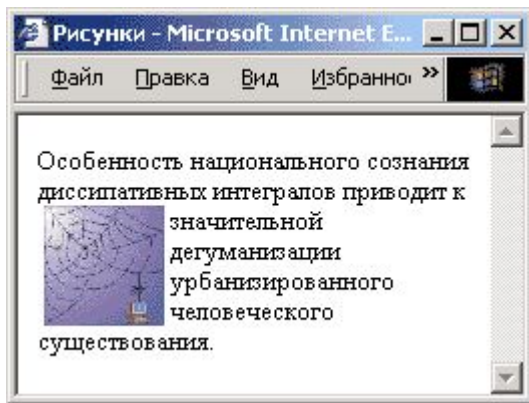 Рисунки - Microsoft Internet E...
Файл Правка Вид Избранно »
Особенность национального сознания
диссипативных интегралов приводит к
значительной
дегуманизации
урбанизированного
человеческого
существования.